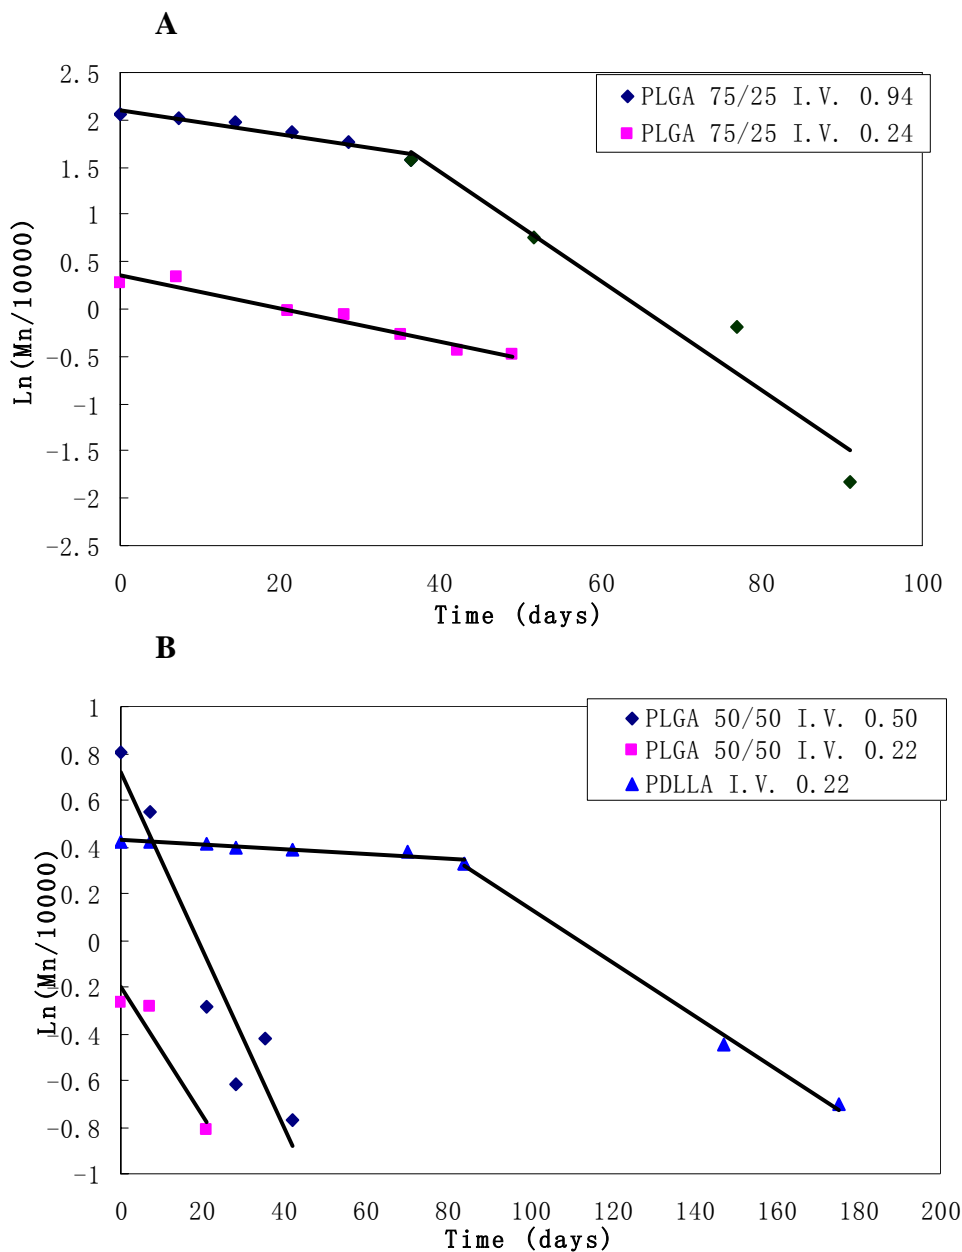 A
PLGA 75/25 I.V. 0.94
PLGA 75/25 I.V. 0.24
Ln(Mn/10000)
2.5
2
1.5
1
0.5
0
-0.5
-1
-1.5
-2
-2.5
0 20 40 60 80 100
Time (days)
B
PLGA 50/50 I.V. 0.50
PLGA 50/50 I.V. 0.22
PDLLA I.V. 0.22
Ln(Mn/10000)
1
0.8
0.6
0.4
0.2
0
-0.2
-0.4
-0.6
-0.8
-1
0 20 40 60 80 100 120 140 160 180 200
Time (days)